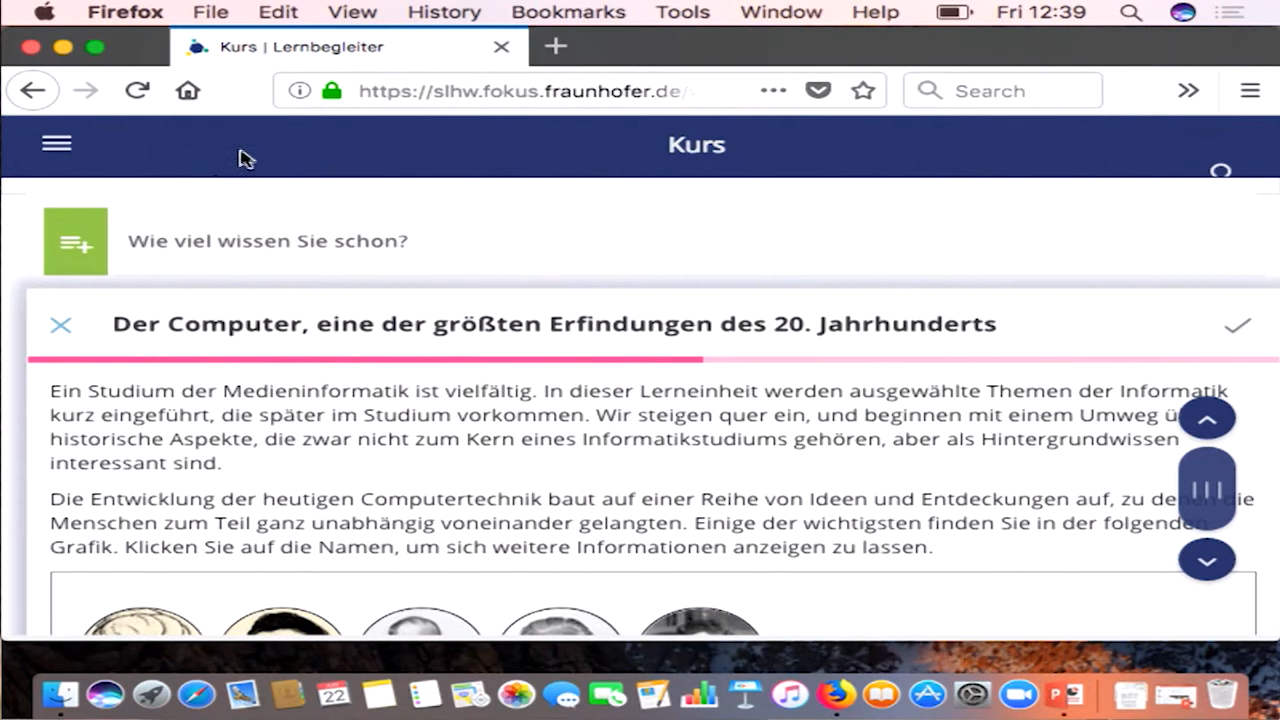 Firefox File Edit View History Bookmarks Tools Window Help Fri 12:39
Kurs | Lernbegleiter
https://slhw.fokus.fraunhofer.de/ Search
Kurs
Wie viel wissen Sie schon?
Der Computer, eine der größten Erfindungen des 20. Jahrhunderts
Ein Studium der Medieninformatik ist vielfältig. In dieser Lerneinheit werden ausgewählte Themen der Informatik
kurz eingeführt, die später im Studium vorkommen. Wir steigen quer ein, und beginnen mit einem Umweg
historische Aspekte, die zwar nicht zum Kern eines Informatikstudiums gehören, aber als Hintergrundwissen
interessant sind.
Die Entwicklung der heutigen Computertechnik baut auf einer Reihe von Ideen und Entdeckungen auf, zu denen die
Menschen zum Teil ganz unabhängig voneinander gelangten. Einige der wichtigsten finden Sie in der folgenden
Grafik. Klicken Sie auf die Namen, um sich weitere Informationen anzeigen zu lassen.
22